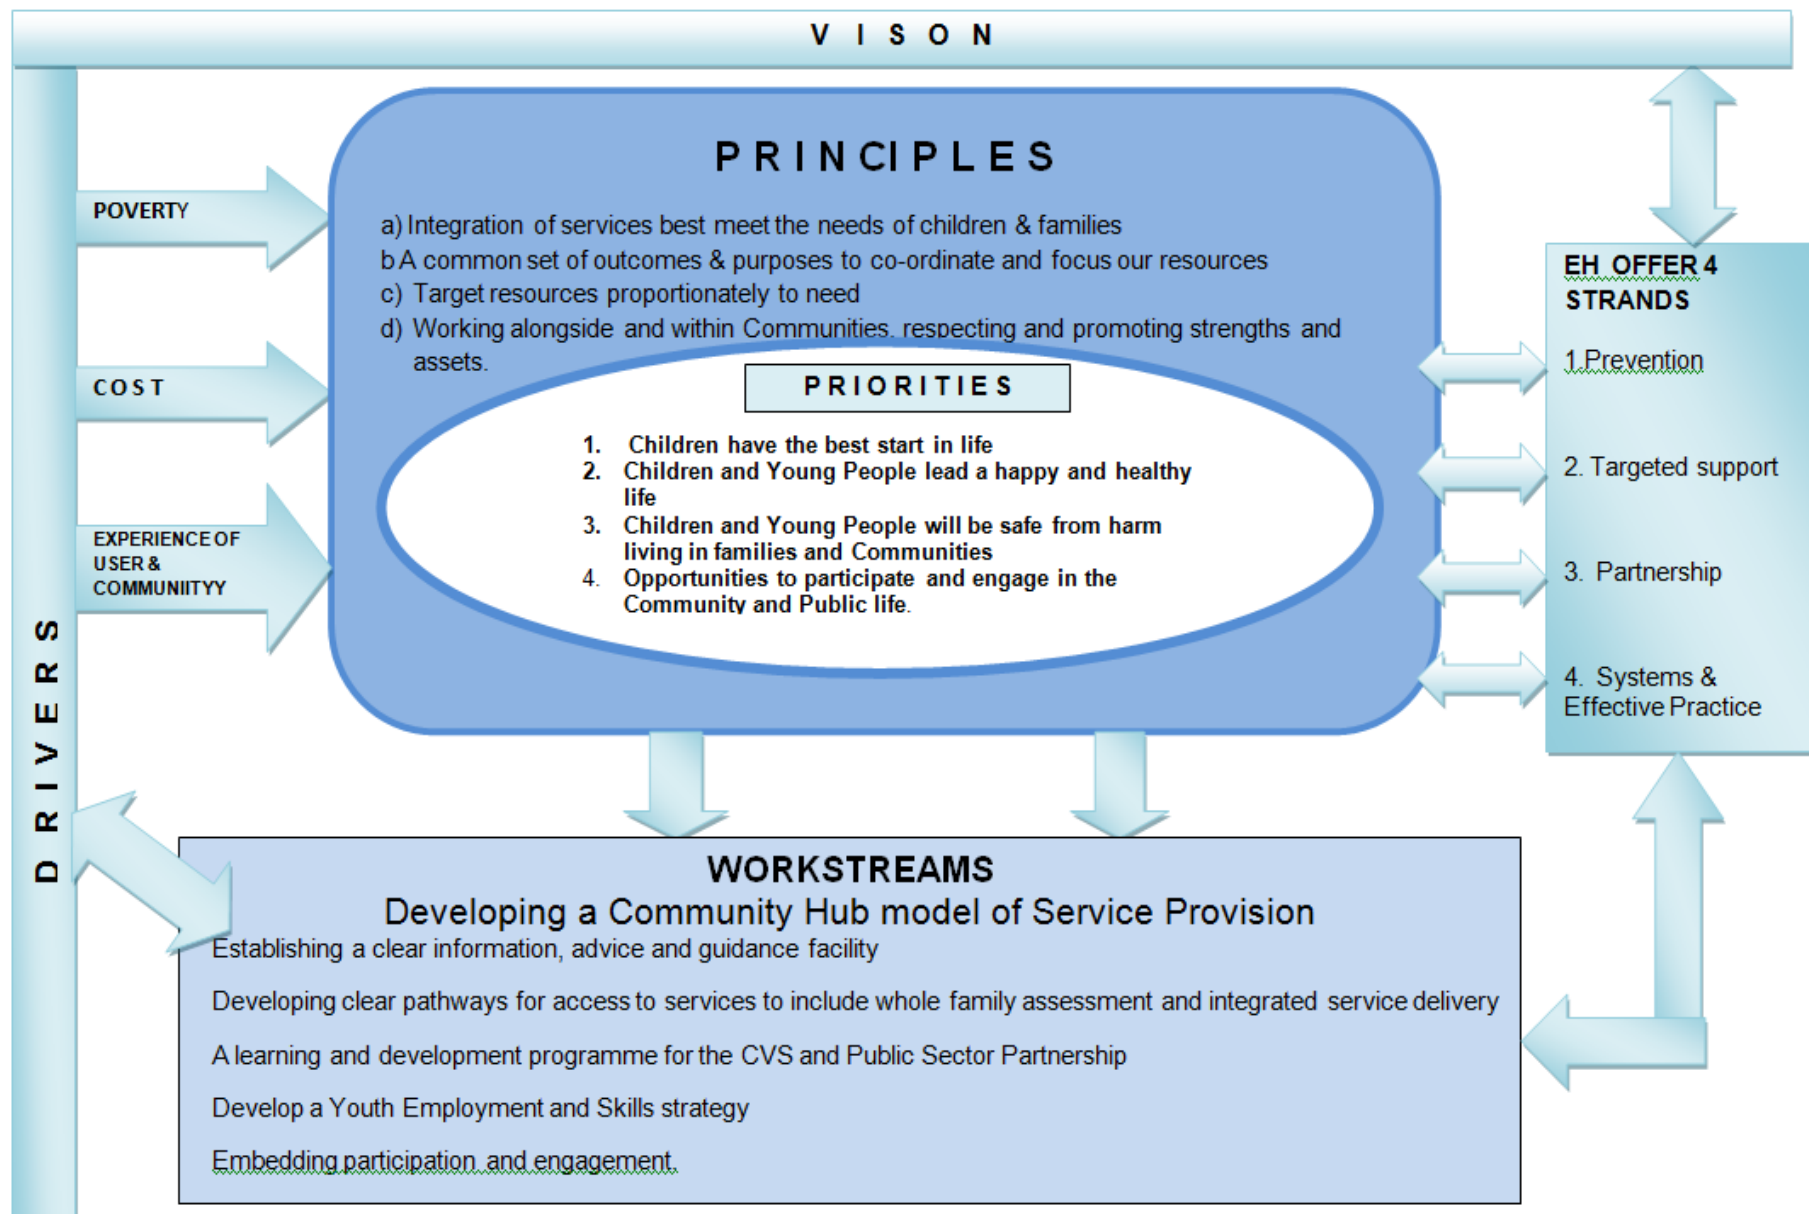 V I S O N
P R I N CI P L E S
a) Integration of services best meet the needs of children & families
b A common set of outcomes & purposes to co-ordinate and focus our resources
c) Target resources proportionately to need
d) Working alongside and within Communities, respecting and promoting strengths and
assets.
P R I O R I T I E S
1. Children have the best start in life
2. Children and Young People lead a happy and healthy
life
3. Children and Young People will be safe from harm
living in families and Communities
4. Opportunities to participate and engage in the
Community and Public life.
POVERTY
C O S T
EXPERIENCE OF
USER &
COMMUNIITYY
D R I V E R S
EH OFFER 4
STRANDS
1.Prevention
2. Targeted support
3. Partnership
4. Systems &
Effective Practice
WORKSTREAMS
Developing a Community Hub model of Service Provision
Establishing a clear information, advice and guidance facility
Developing clear pathways for access to services to include whole family assessment and integrated service delivery
A learning and development programme for the CVS and Public Sector Partnership
Develop a Youth Employment and Skills strategy
Embedding participation and engagement.